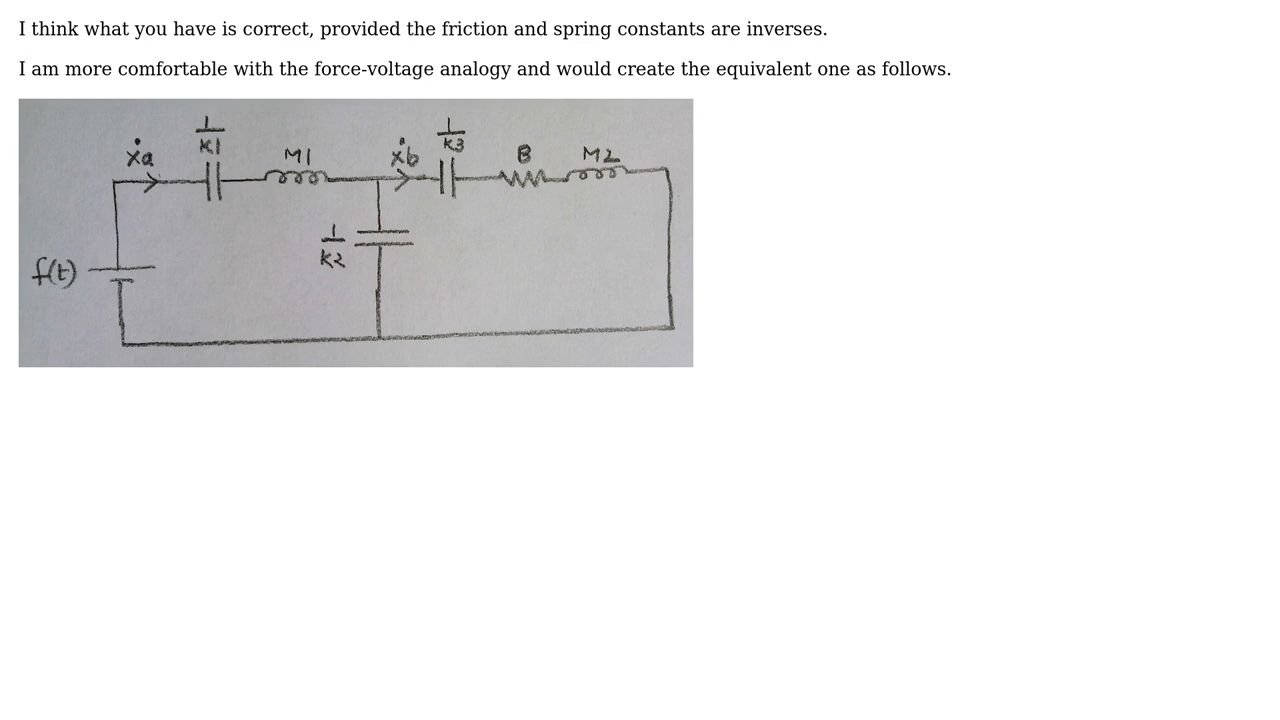 I think what you have is correct, provided the friction and spring constants are inverses.
I am more comfortable with the force-voltage analogy and would create the equivalent one as follows.
ẋa
1/K1
M1
ẋb
1/K3
B
M2
1/K2
f(t)